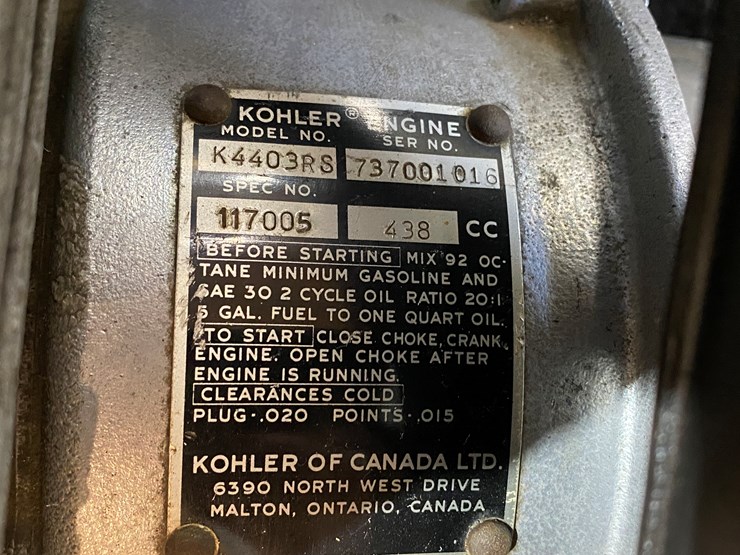 KOHLER® ENGINE
MODEL NO. SER NO.
K4403RS 737001016
SPEC NO.
117005 438 CC
BEFORE STARTING MIX 92 OC-
TANE MINIMUM GASOLINE AND
SAE 30 2 CYCLE OIL RATIO 20:1
5 GAL. FUEL TO ONE QUART OIL.
TO START CLOSE CHOKE, CRANK
ENGINE. OPEN CHOKE AFTER
ENGINE IS RUNNING.
CLEARANCES COLD
PLUG-.020 POINTS-.015
KOHLER OF CANADA LTD.
6390 NORTH WEST DRIVE
MALTON, ONTARIO, CANADA